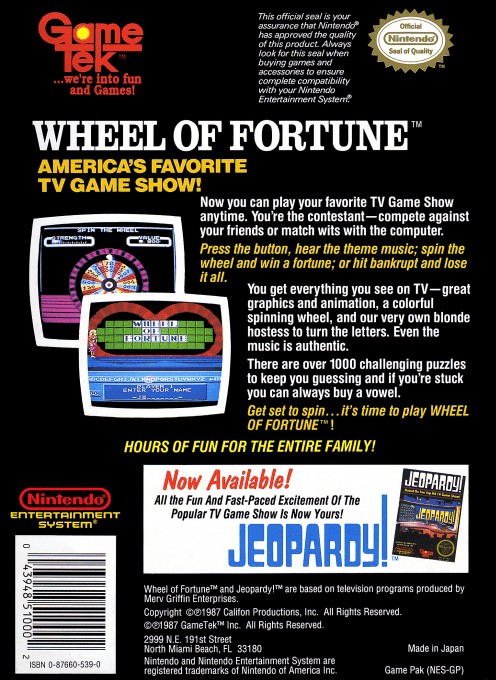 Game
Tek™
...we're into fun
and Games!
This official seal is your
assurance that Nintendo®
has approved the quality
of this product. Always
look for this seal when
buying games and
accessories to ensure
complete compatibility
with your Nintendo
Entertainment System.®
Official
Nintendo®
Seal of Quality
WHEEL OF FORTUNE™
AMERICA'S FAVORITE
TV GAME SHOW!
Now you can play your favorite TV Game Show
anytime. You're the contestant—compete against
your friends or match wits with the computer.
Press the button, hear the theme music; spin the
wheel and win a fortune; or hit bankrupt and lose
it all.
SPIN THE WHEEL
STRENGTH
VALUE
WHEEL
OF
FORTUNE
ENTER YOUR NAME
You get everything you see on TV—great
graphics and animation, a colorful
spinning wheel, and our very own blonde
hostess to turn the letters. Even the
music is authentic.
There are over 1000 challenging puzzles
to keep you guessing and if you're stuck
you can always buy a vowel.
Get set to spin...it's time to play WHEEL
OF FORTUNE™!
HOURS OF FUN FOR THE ENTIRE FAMILY!
Nintendo®
ENTERTAINMENT
SYSTEM®
Now Available!
All the Fun And Fast-Paced Excitement Of The
Popular TV Game Show Is Now Yours!
JEOPARDY!™
JEOPARDY!
JEOPARDY!
0 43948 51000 2
ISBN 0-87660-539-0
Wheel of Fortune™ and Jeopardy!™ are based on television programs produced by
Merv Griffin Enterprises.
Copyright ©℗1987 Califon Productions, Inc. All Rights Reserved.
©℗1987 GameTek™ Inc. All Rights Reserved.
2999 N.E. 191st Street
North Miami Beach, FL 33180
Made in Japan
Nintendo and Nintendo Entertainment System are
registered trademarks of Nintendo of America Inc.
Game Pak (NES-GP)